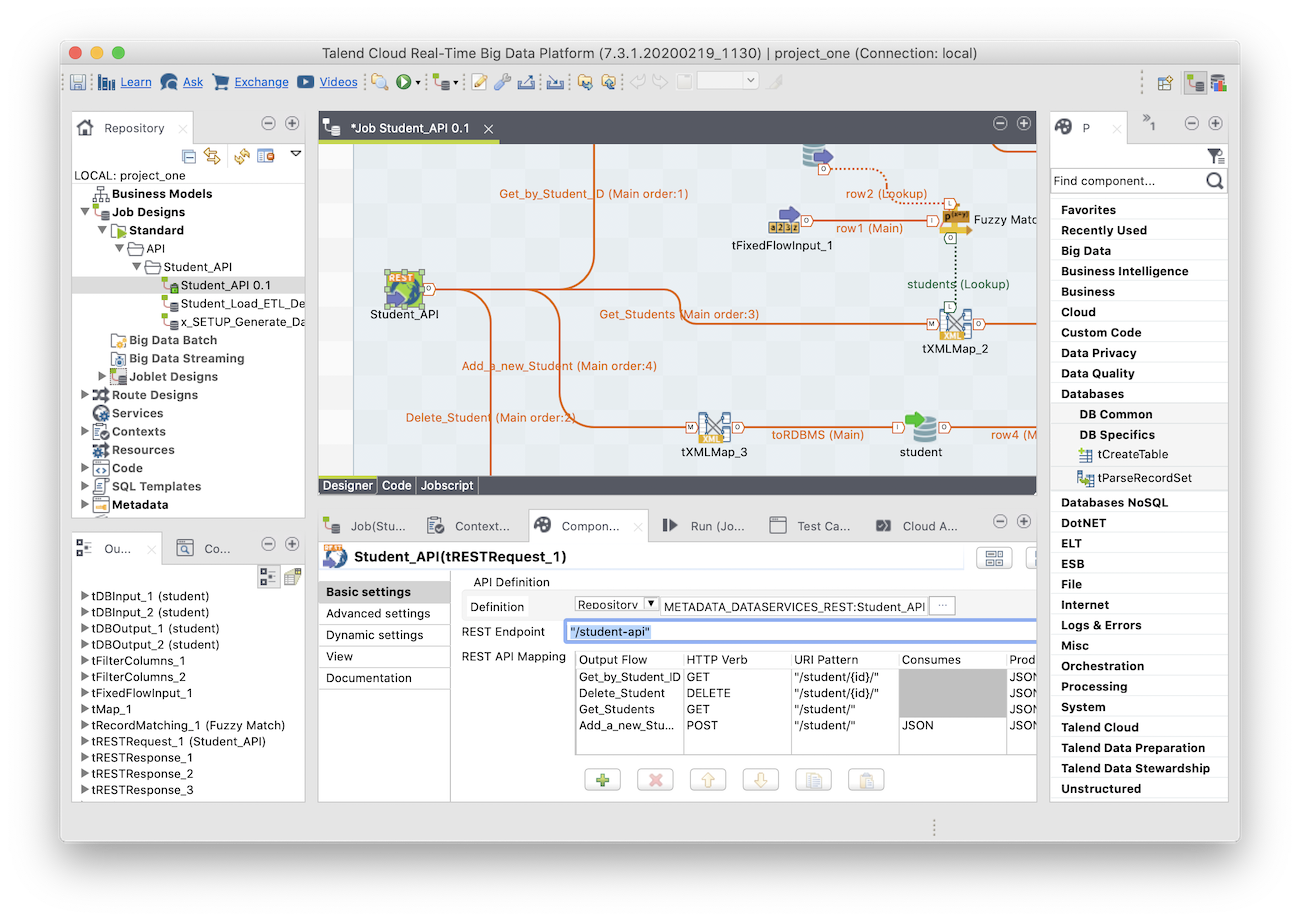 Talend Cloud Real-Time Big Data Platform (7.3.1.20200219_1130) | project_one (Connection: local)
Learn Ask Exchange Videos
Repository
LOCAL: project_one
Business Models
Job Designs
Standard
API
Student_API
Student_API 0.1
Student_Load_ETL_De
x_SETUP_Generate_Da
Big Data Batch
Big Data Streaming
Joblet Designs
Route Designs
Services
Contexts
Resources
Code
SQL Templates
Metadata
Ou...
Co...
tDBInput_1 (student)
tDBInput_2 (student)
tDBOutput_1 (student)
tDBOutput_2 (student)
tFilterColumns_1
tFilterColumns_2
tFixedFlowInput_1
tMap_1
tRecordMatching_1 (Fuzzy Match)
tRESTRequest_1 (Student_API)
tRESTResponse_1
tRESTResponse_2
tRESTResponse_3
*Job Student_API 0.1
Get_by_Student_ID (Main order:1)
row2 (Lookup)
Fuzzy Matc
row1 (Main)
tFixedFlowInput_1
students (Lookup)
REST
Student_API
Get_Students (Main order:3)
XML
tXMLMap_2
Add_a_new_Student (Main order:4)
Delete_Student (Main order:2)
XML
toRDBMS (Main)
row4 (M
tXMLMap_3
student
Designer Code Jobscript
Job(Stu... Context... Compon... Run (Jo... Test Ca... Cloud A...
Student_API(tRESTRequest_1)
Basic settings
Advanced settings
Dynamic settings
View
Documentation
API Definition
Definition Repository METADATA_DATASERVICES_REST:Student_API ...
REST Endpoint "/student-api"
REST API Mapping
Output Flow HTTP Verb URI Pattern Consumes Prod
Get_by_Student_ID GET "/student/{id}/" JSON
Delete_Student DELETE "/student/{id}/" JSON
Get_Students GET "/student/" JSON
Add_a_new_Stu... POST "/student/" JSON JSON
P
1
Find component...
Favorites
Recently Used
Big Data
Business Intelligence
Business
Cloud
Custom Code
Data Privacy
Data Quality
Databases
DB Common
DB Specifics
tCreateTable
tParseRecordSet
Databases NoSQL
DotNET
ELT
ESB
File
Internet
Logs & Errors
Misc
Orchestration
Processing
System
Talend Cloud
Talend Data Preparation
Talend Data Stewardship
Unstructured